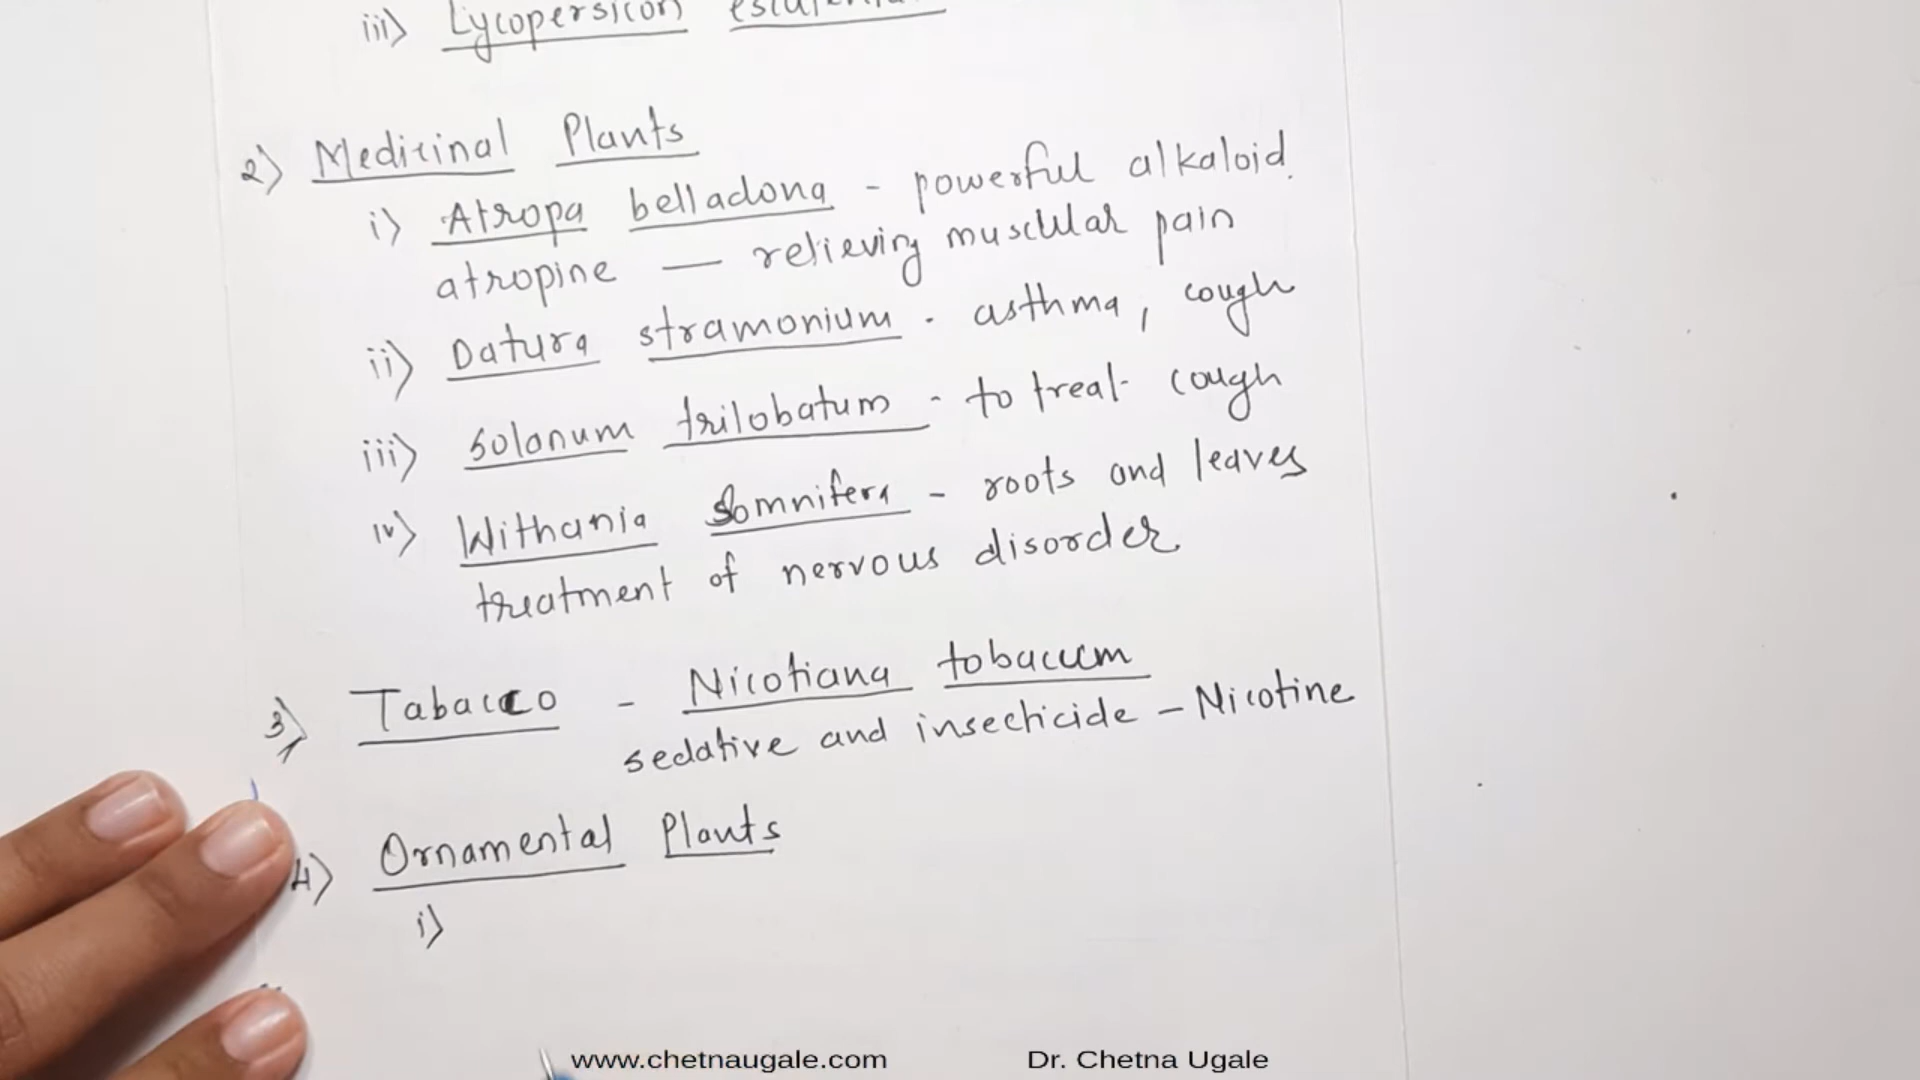 iii) Lycopersicon
2) Medicinal Plants
i) Atropa belladona - powerful alkaloid.
atropine — relieving muscular pain
ii) Datura stramonium - asthma, cough
iii) Solanum trilobatum - to treat cough
iv) Withania Somnifera - roots and leaves
treatment of nervous disorder
3) Tabacco - Nicotiana tobaccum
sedative and insecticide - Nicotine
4) Ornamental Plants
i)
www.chetnaugale.com Dr. Chetna Ugale